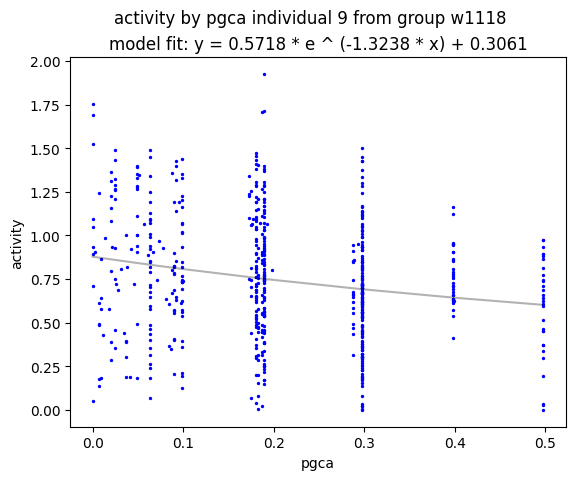 activity by pgca individual 9 from group w1118
model fit: y = 0.5718 * e ^ (-1.3238 * x) + 0.3061
2.00
1.75
1.50
1.25
1.00
0.75
0.50
0.25
0.00
activity
0.0 0.1 0.2 0.3 0.4 0.5
pgca